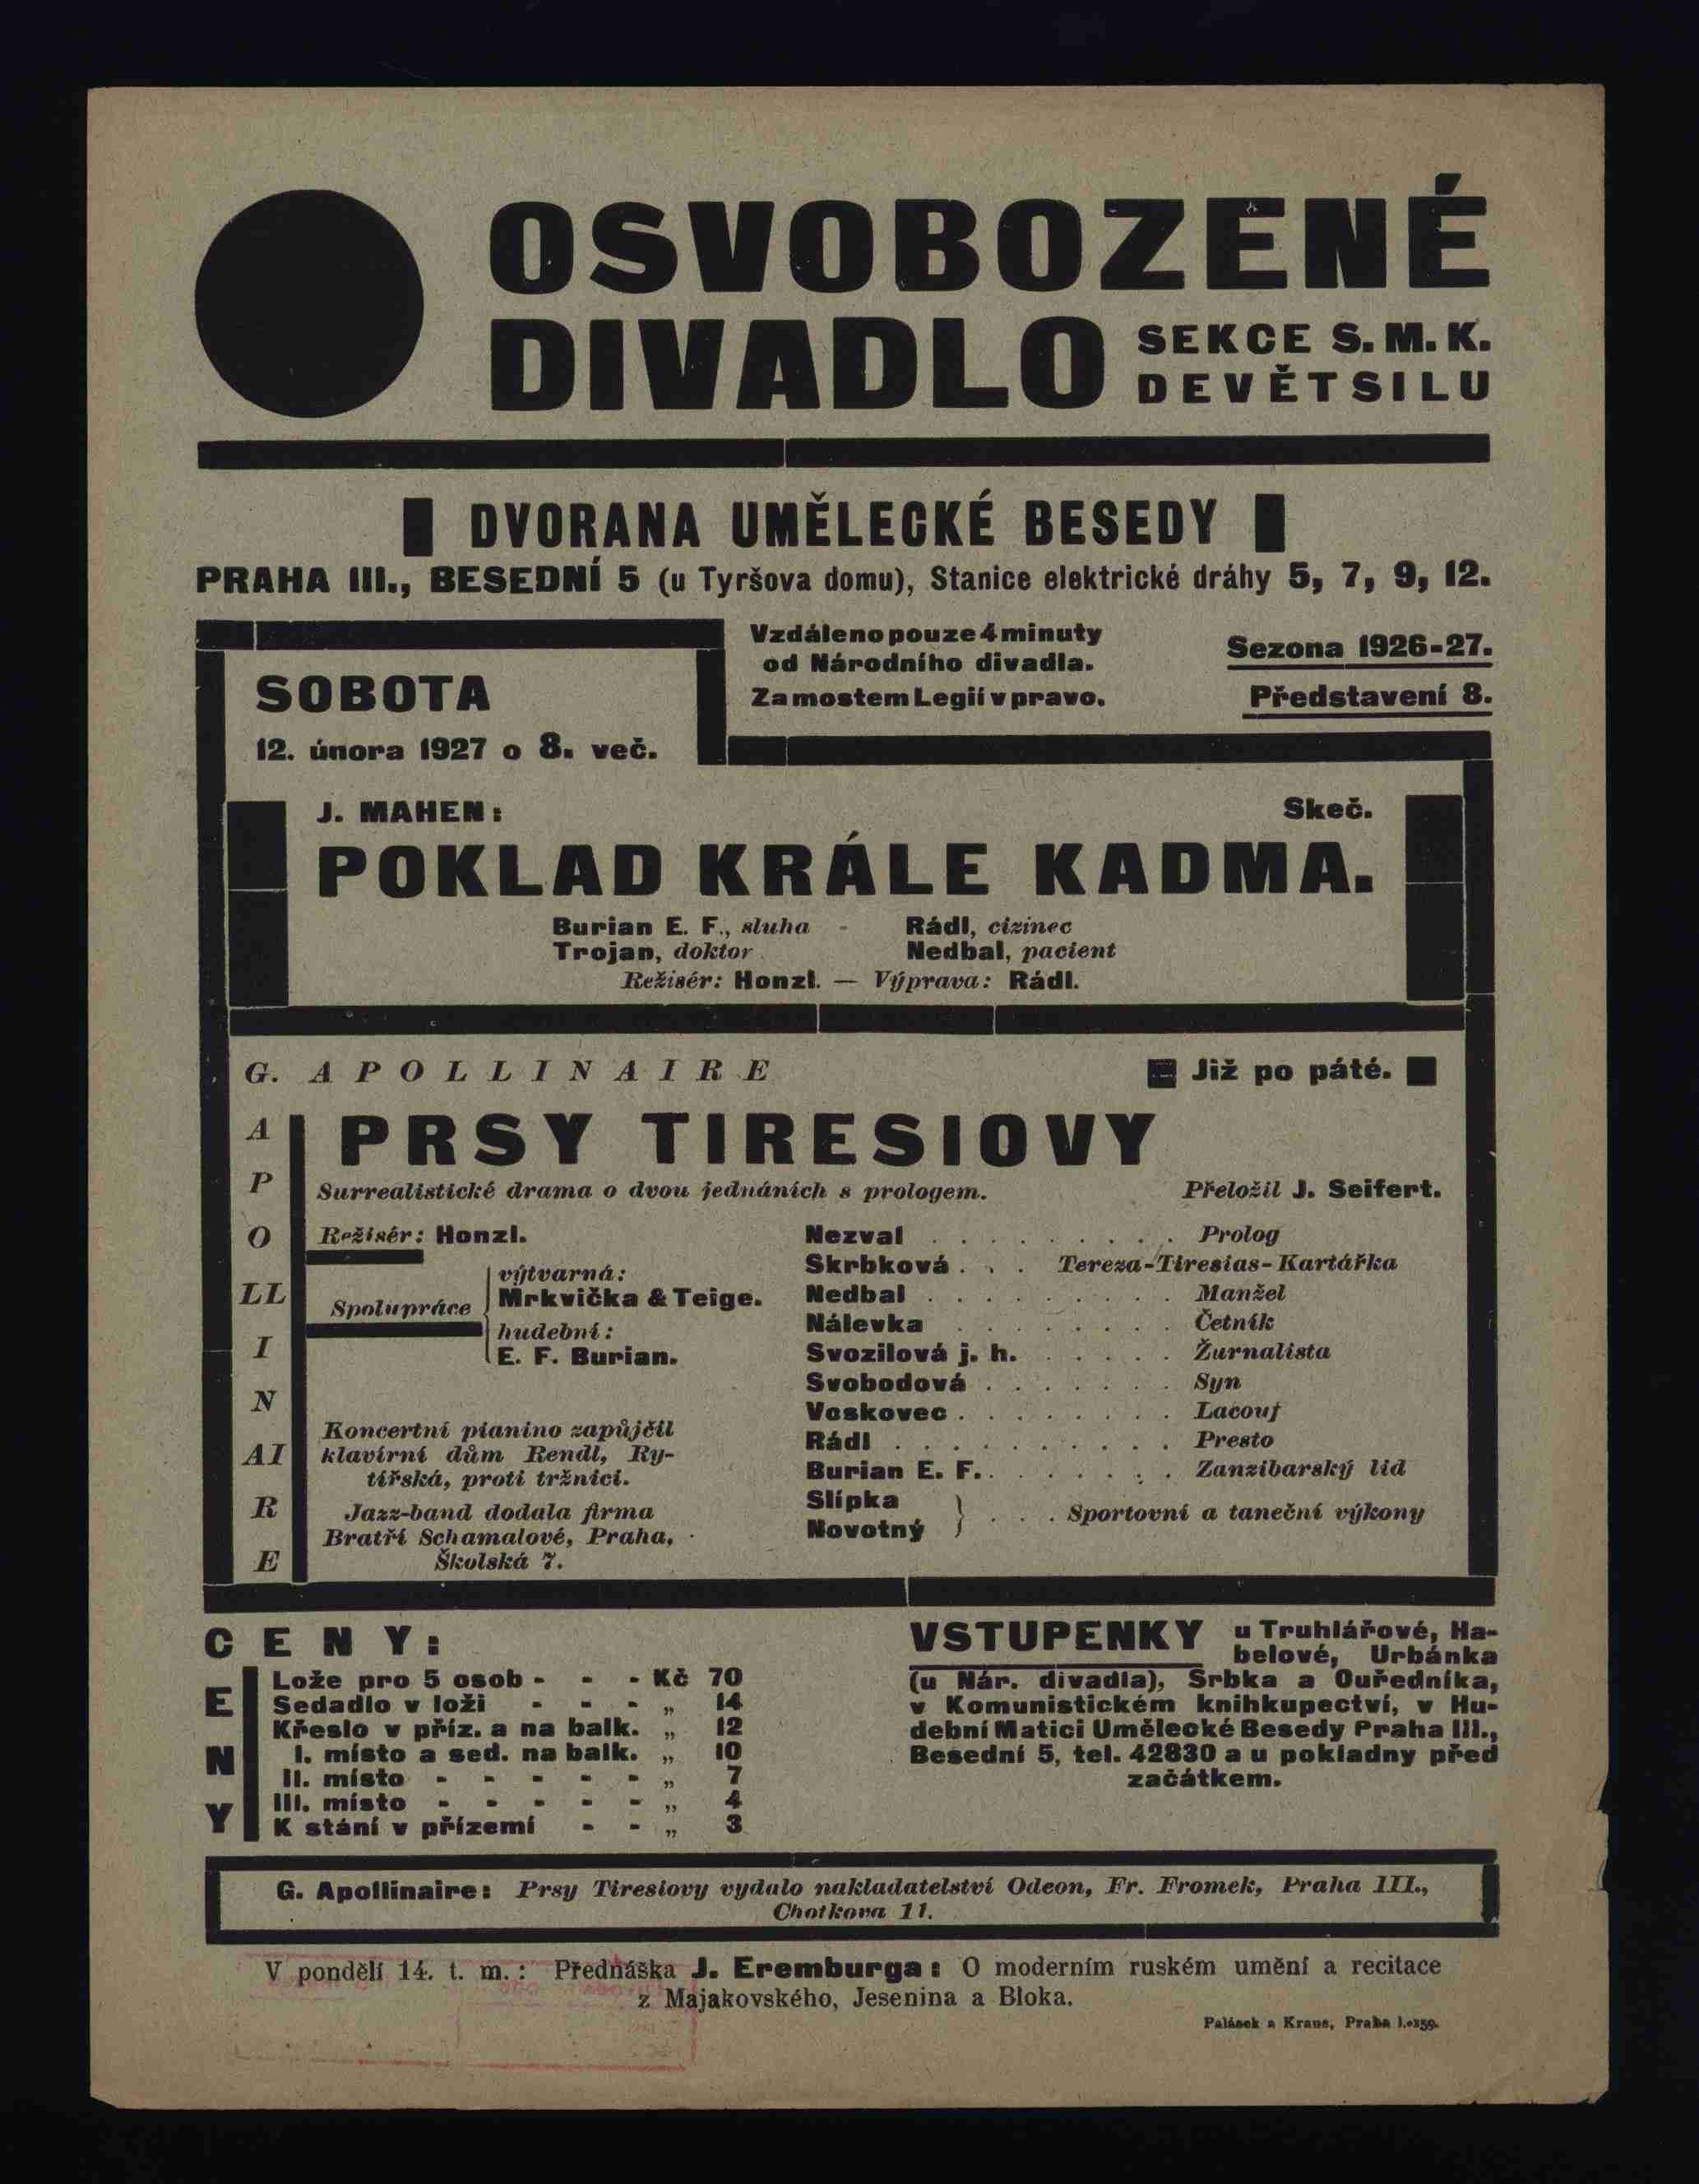 OSVOBOZENÉ
DIVADLO SEKCE S. M. K.
DEVĚTSILU
DVORANA UMĚLECKÉ BESEDY
PRAHA III., BESEDNÍ 5 (u Tyršova domu), Stanice elektrické dráhy 5, 7, 9, 12.
Vzdáleno pouze 4 minuty
od Národního divadla.
Za mostem Legií v pravo.
Sezona 1926-27.
Představení 8.
SOBOTA
12. února 1927 o 8. več.
J. MAHEN: Skeč.
POKLAD KRÁLE KADMA.
Burian E. F., sluha - Rádl, cizinec
Trojan, doktor Nedbal, pacient
Režisér: Honzl. — Výprava: Rádl.
G. APOLLINAIRE Již po páté.
A
P
O
LL
I
N
AI
R
E
PRSY TIRESIOVY
Surrealistické drama o dvou jednáních s prologem. Přeložil J. Seifert.
Režisér: Honzl.
Spolupráce
výtvarná:
Mrkvička & Teige.
hudební:
E. F. Burian.
Koncertní pianino zapůjčil
klavírní dům Rendl, Ry-
tířská, proti tržnici.
Jazz-band dodala firma
Bratří Schamalové, Praha,
Školská 7.
Nezval . . . . . . . . . Prolog
Skrbková . . . Tereza-Tiresias-Kartářka
Nedbal . . . . . . . . . Manžel
Nálevka . . . . . . . . Četník
Svozilová j. h. . . . . . Žurnalista
Svobodová . . . . . . . Syn
Voskovec . . . . . . . . Lacouf
Rádl . . . . . . . . . . Presto
Burian E. F. . . . . . . . Zanzibarský lid
Slípka
Novotný } . . . Sportovní a taneční výkony
CENY:
E
N
Y
Lože pro 5 osob - - - Kč 70
Sedadlo v loži - - - „ 14
Křeslo v příz. a na balk. „ 12
I. místo a sed. na balk. „ 10
II. místo - - - - - „ 7
III. místo - - - - - „ 4
K stání v přízemí - - „ 3
VSTUPENKY u Truhlářové, Ha-
belové, Urbánka
(u Nár. divadla), Srbka a Ouředníka,
v Komunistickém knihkupectví, v Hu-
dební Matici Umělecké Besedy Praha III.,
Besední 5, tel. 42830 a u pokladny před
začátkem.
G. Apollinaire: Prsy Tiresiovy vydalo nakladatelství Odeon, Fr. Fromek, Praha III.,
Chotkova 11.
V pondělí 14. t. m.: Přednáška J. Eremburga: O moderním ruském umění a recitace
z Majakovského, Jesenina a Bloka.
Palásek a Kraus, Praha